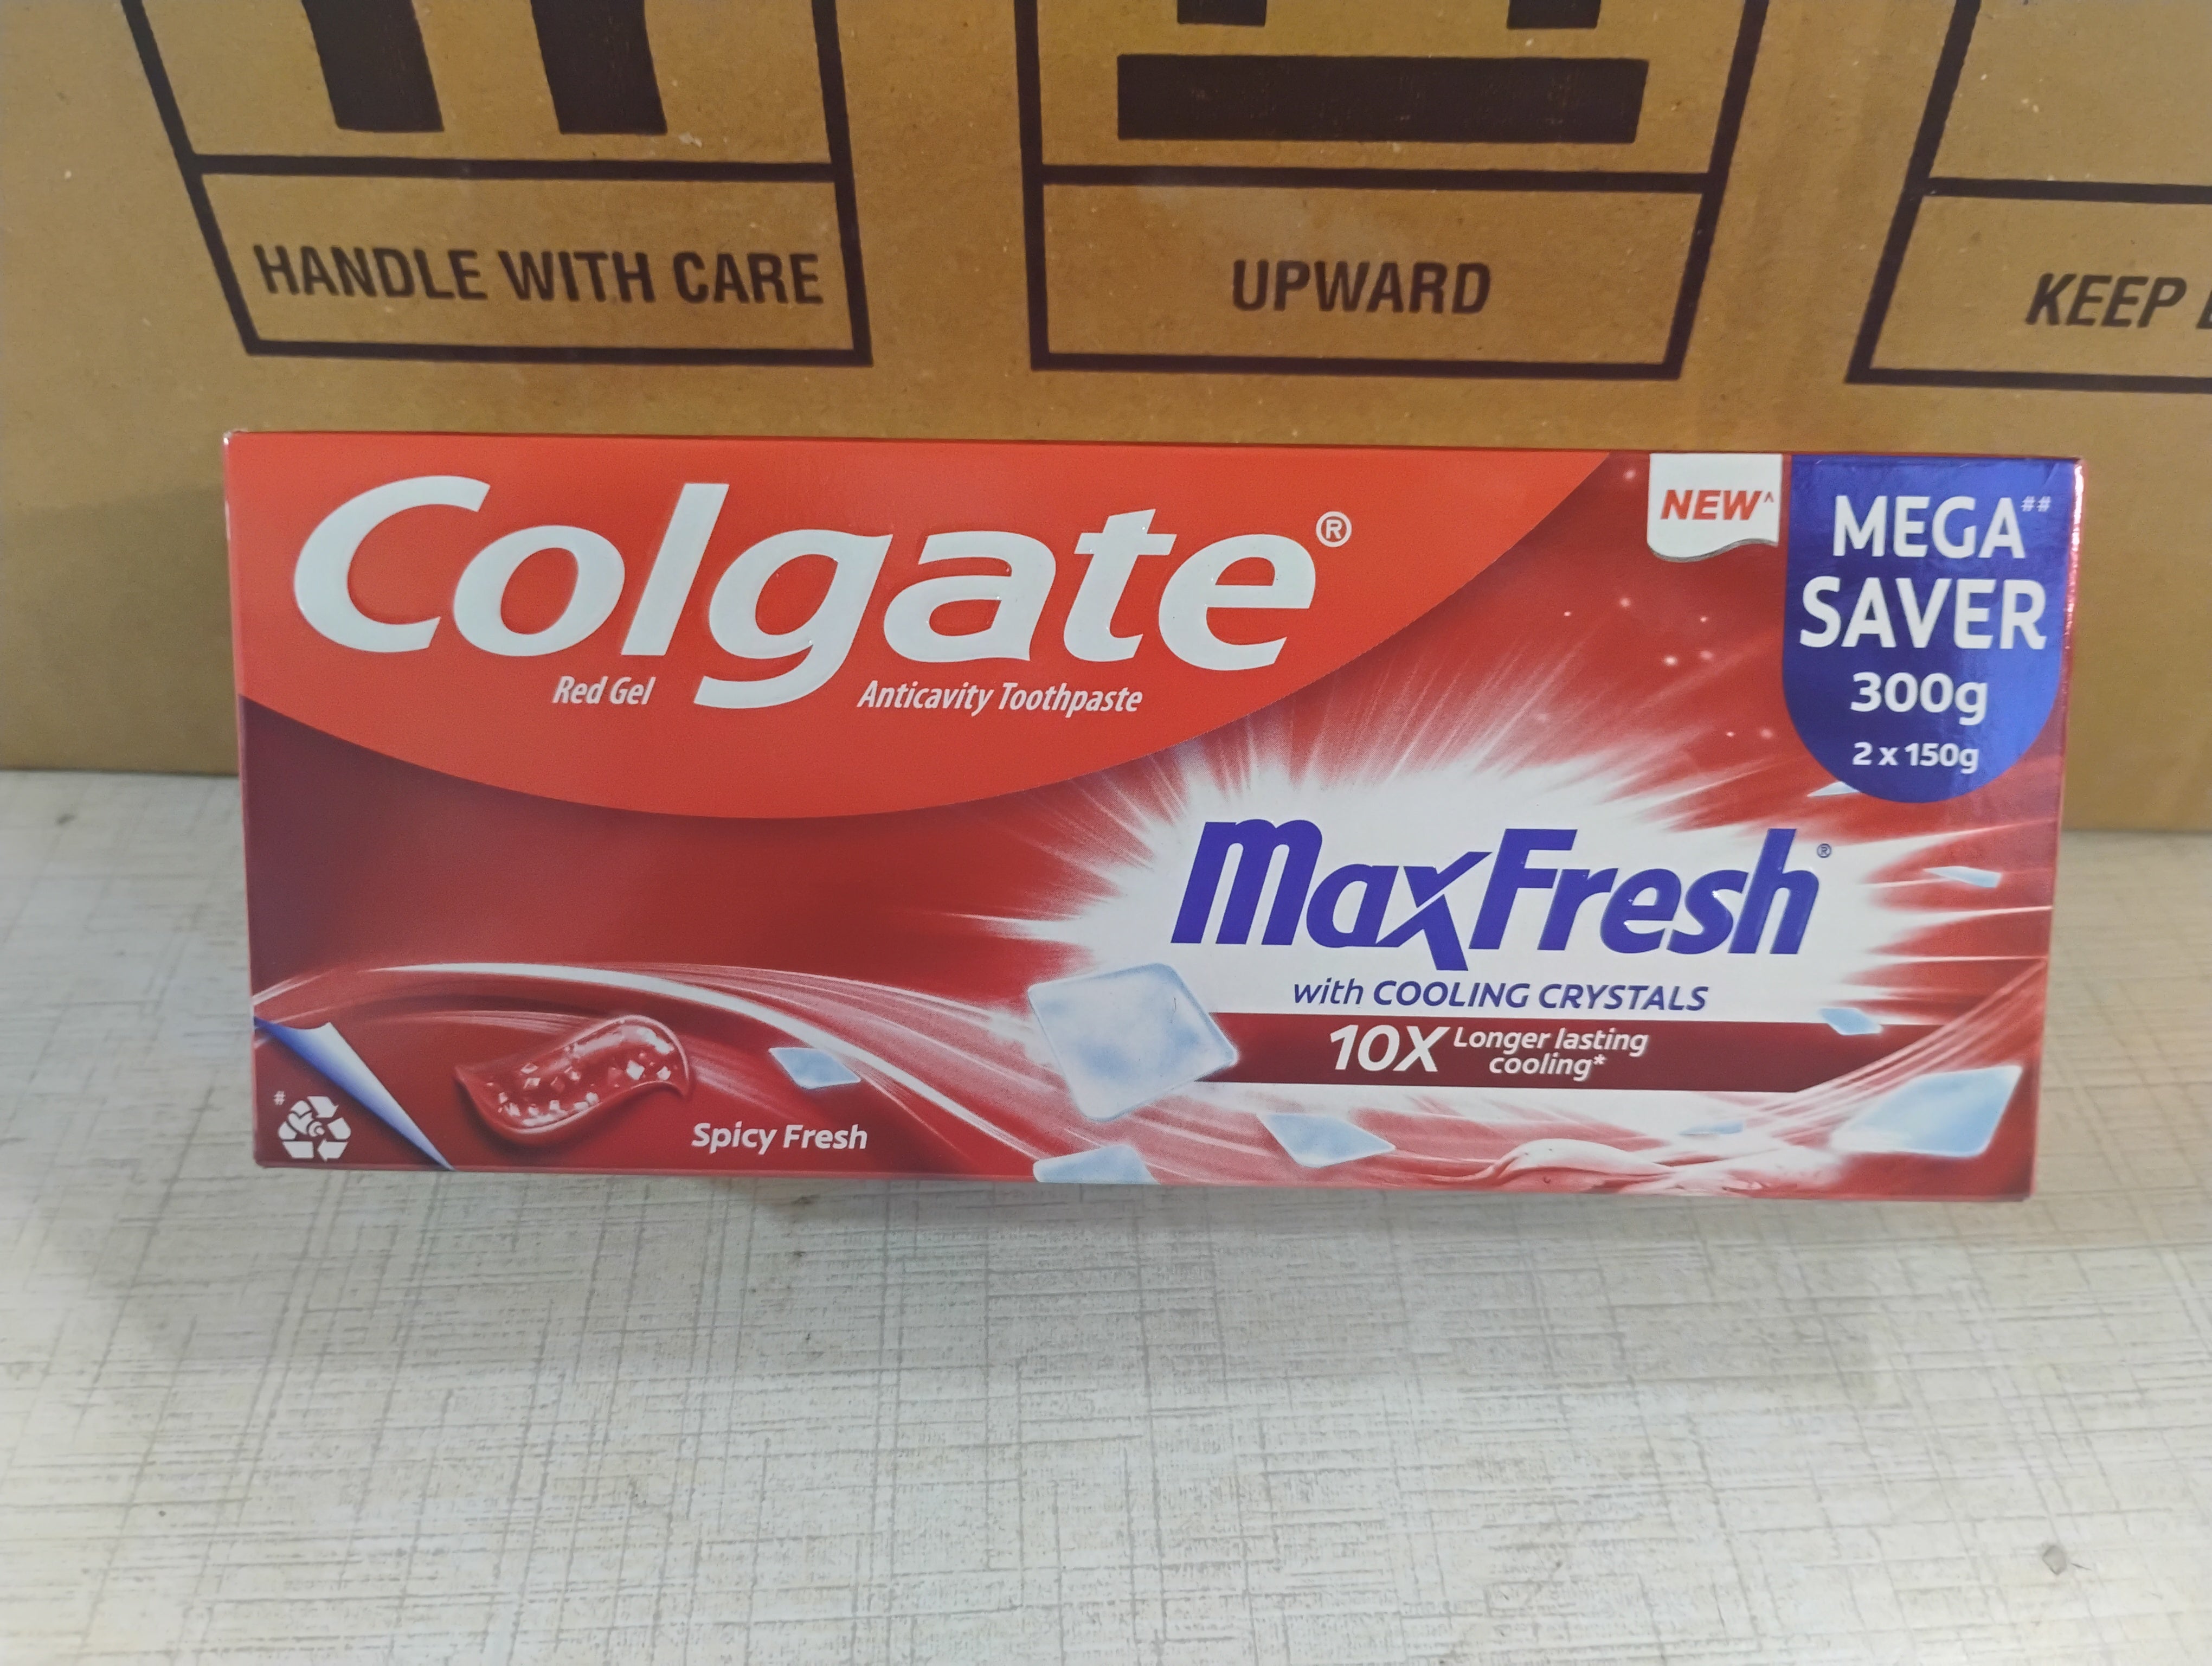 HANDLE WITH CARE
UPWARD
KEEP
Colgate®
Red Gel
Anticavity Toothpaste
NEW^
MEGA##
SAVER
300g
2 x 150g
MaxFresh®
with COOLING CRYSTALS
10X Longer lasting
cooling*
#
Spicy Fresh